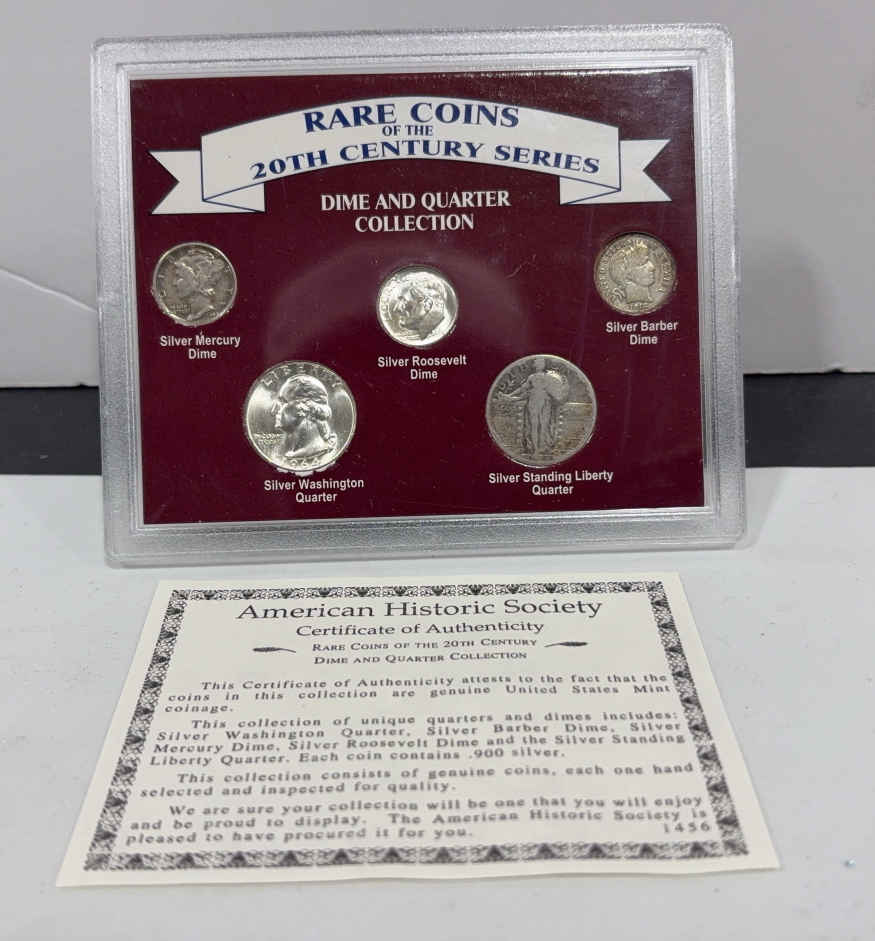 RARE COINS
OF THE
20TH CENTURY SERIES
DIME AND QUARTER
COLLECTION
Silver Mercury
Dime
Silver Roosevelt
Dime
Silver Barber
Dime
LIBERTY
Silver Washington
Quarter
Silver Standing Liberty
Quarter
American Historic Society
Certificate of Authenticity
RARE COINS OF THE 20TH CENTURY
DIME AND QUARTER COLLECTION
This Certificate of Authenticity attests to the fact that the
coins in this collection are genuine United States Mint
coinage.
This collection of unique quarters and dimes includes:
Silver Washington Quarter, Silver Barber Dime, Silver
Mercury Dime, Silver Roosevelt Dime and the Silver Standing
Liberty Quarter. Each coin contains .900 silver.
This collection consists of genuine coins, each one hand
selected and inspected for quality.
We are sure your collection will be one that you will enjoy
and be proud to display. The American Historic Society is
pleased to have procured it for you. 1456